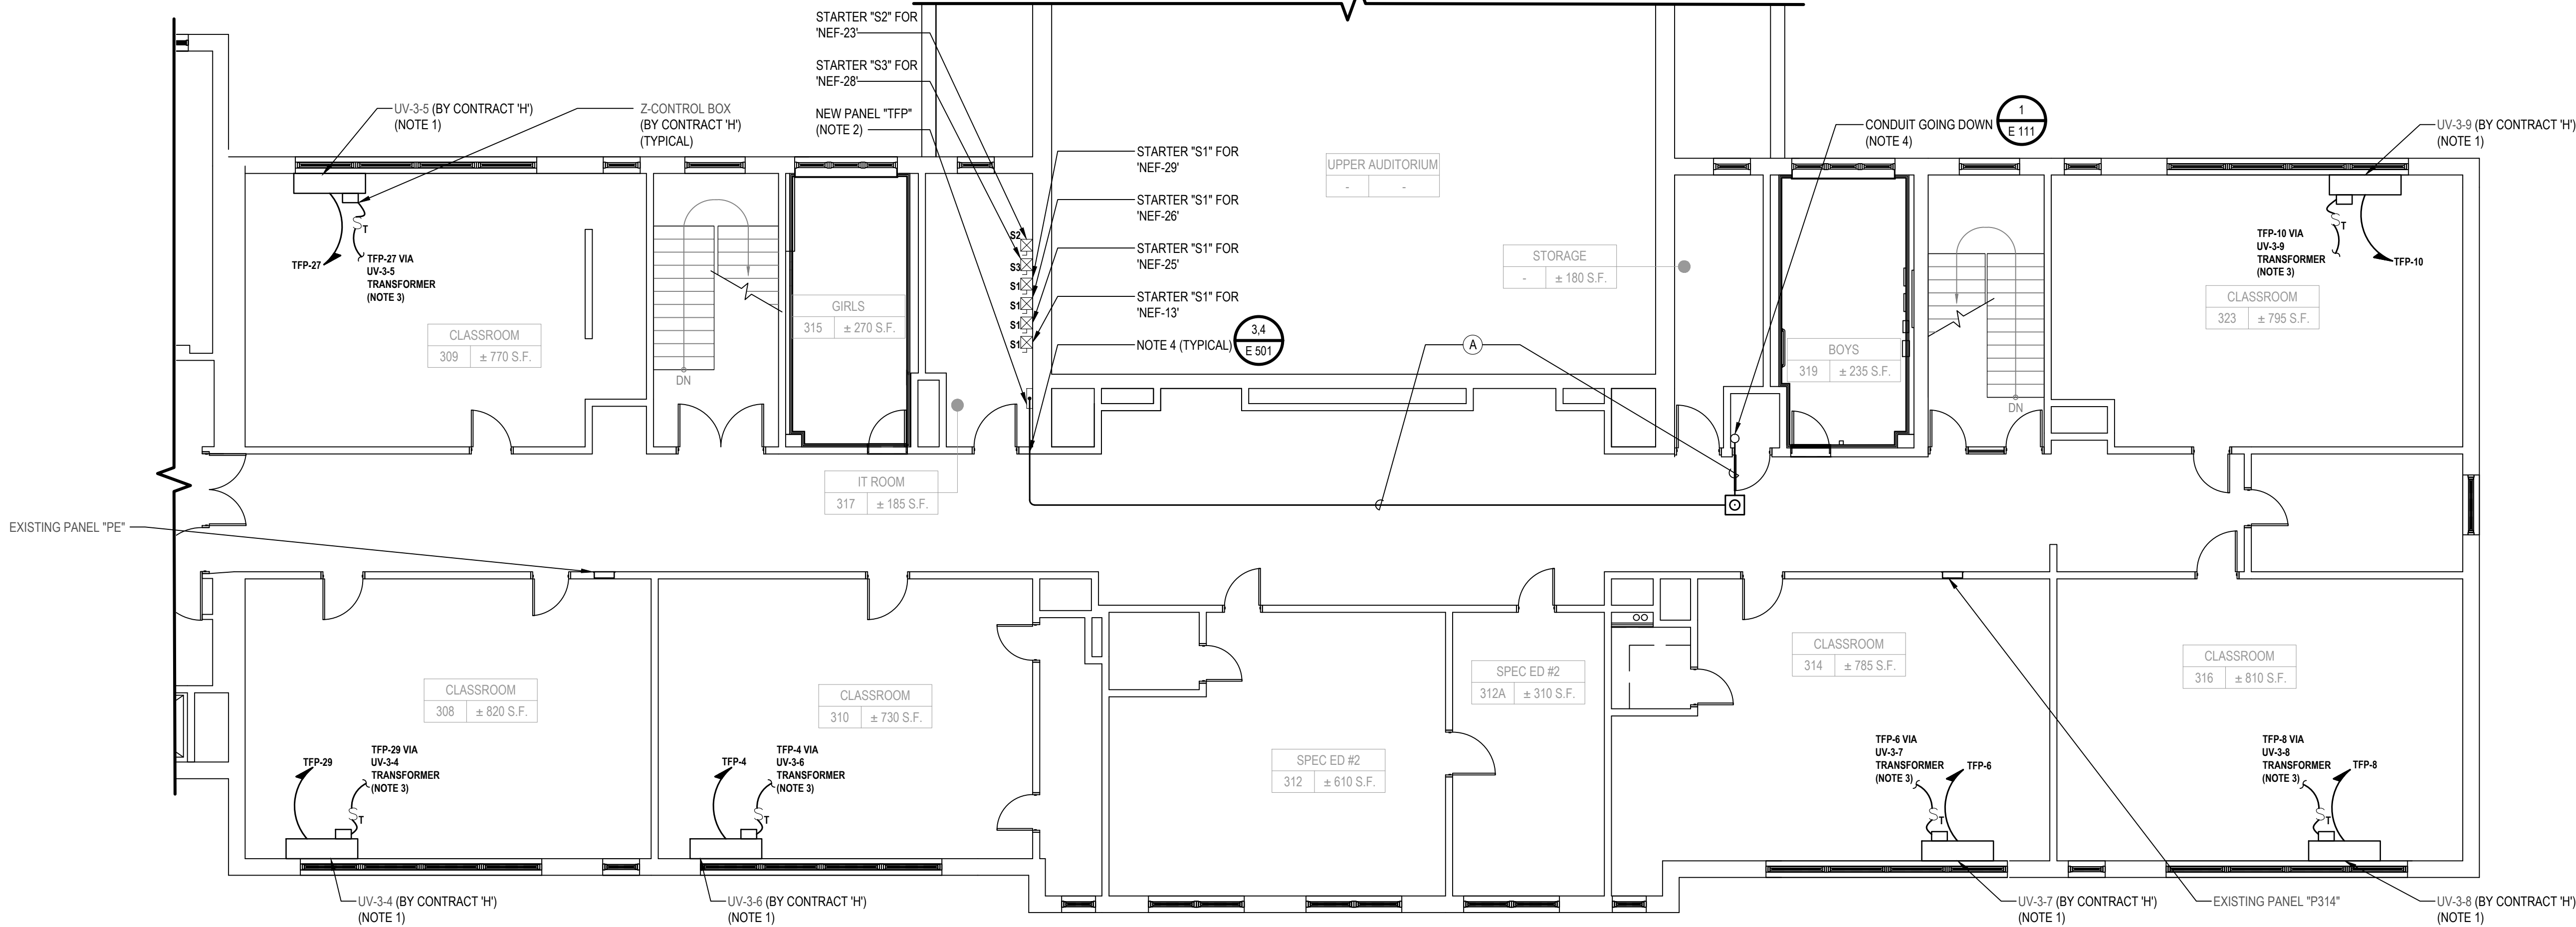 STARTER "S2" FOR
'NEF-23'
STARTER "S3" FOR
'NEF-28'
NEW PANEL "TFP"
(NOTE 2)
UV-3-5 (BY CONTRACT 'H')
(NOTE 1)
Z-CONTROL BOX
(BY CONTRACT 'H')
(TYPICAL)
STARTER "S1" FOR
'NEF-29'
STARTER "S1" FOR
'NEF-26'
STARTER "S1" FOR
'NEF-25'
STARTER "S1" FOR
'NEF-13'
NOTE 4 (TYPICAL)
3,4
E 501
UPPER AUDITORIUM
- -
CONDUIT GOING DOWN
(NOTE 4)
1
E 111
UV-3-9 (BY CONTRACT 'H')
(NOTE 1)
S
T
TFP-27
TFP-27 VIA
UV-3-5
TRANSFORMER
(NOTE 3)
S2
S3
S1
S1
S1
S1
STORAGE
- ± 180 S.F.
S
T
TFP-10 VIA
UV-3-9
TRANSFORMER
(NOTE 3)
TFP-10
CLASSROOM
309 ± 770 S.F.
DN
GIRLS
315 ± 270 S.F.
A
BOYS
319 ± 235 S.F.
DN
CLASSROOM
323 ± 795 S.F.
IT ROOM
317 ± 185 S.F.
EXISTING PANEL "PE"
CLASSROOM
308 ± 820 S.F.
CLASSROOM
310 ± 730 S.F.
SPEC ED #2
312 ± 610 S.F.
SPEC ED #2
312A ± 310 S.F.
CLASSROOM
314 ± 785 S.F.
CLASSROOM
316 ± 810 S.F.
TFP-29
TFP-29 VIA
UV-3-4
TRANSFORMER
(NOTE 3)
S
T
TFP-4
TFP-4 VIA
UV-3-6
TRANSFORMER
(NOTE 3)
S
T
TFP-6 VIA
UV-3-7
TRANSFORMER
(NOTE 3)
TFP-6
S
T
TFP-8 VIA
UV-3-8
TRANSFORMER
(NOTE 3)
TFP-8
S
T
UV-3-4 (BY CONTRACT 'H')
(NOTE 1)
UV-3-6 (BY CONTRACT 'H')
(NOTE 1)
UV-3-7 (BY CONTRACT 'H')
(NOTE 1)
EXISTING PANEL "P314"
UV-3-8 (BY CONTRACT 'H')
(NOTE 1)